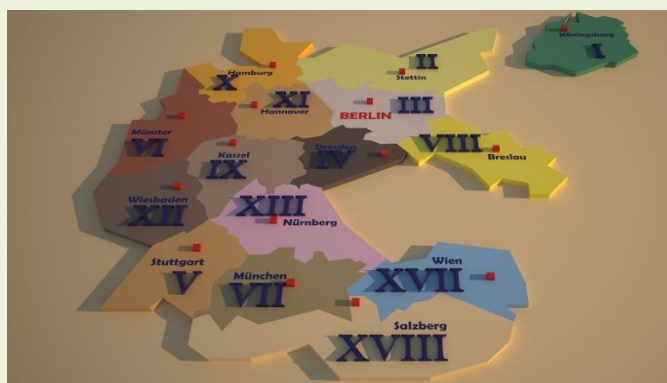 Königsberg
I
II
Stettin
Hamburg
X
XI
Hannover
BERLIN III
Münster
VI
Kassel
IX
Dresden
IV
VIII
Breslau
Wiesbaden
XII
XIII
Nürnberg
Stuttgart
V
München
VII
Wien
XVII
Salzberg
XVIII